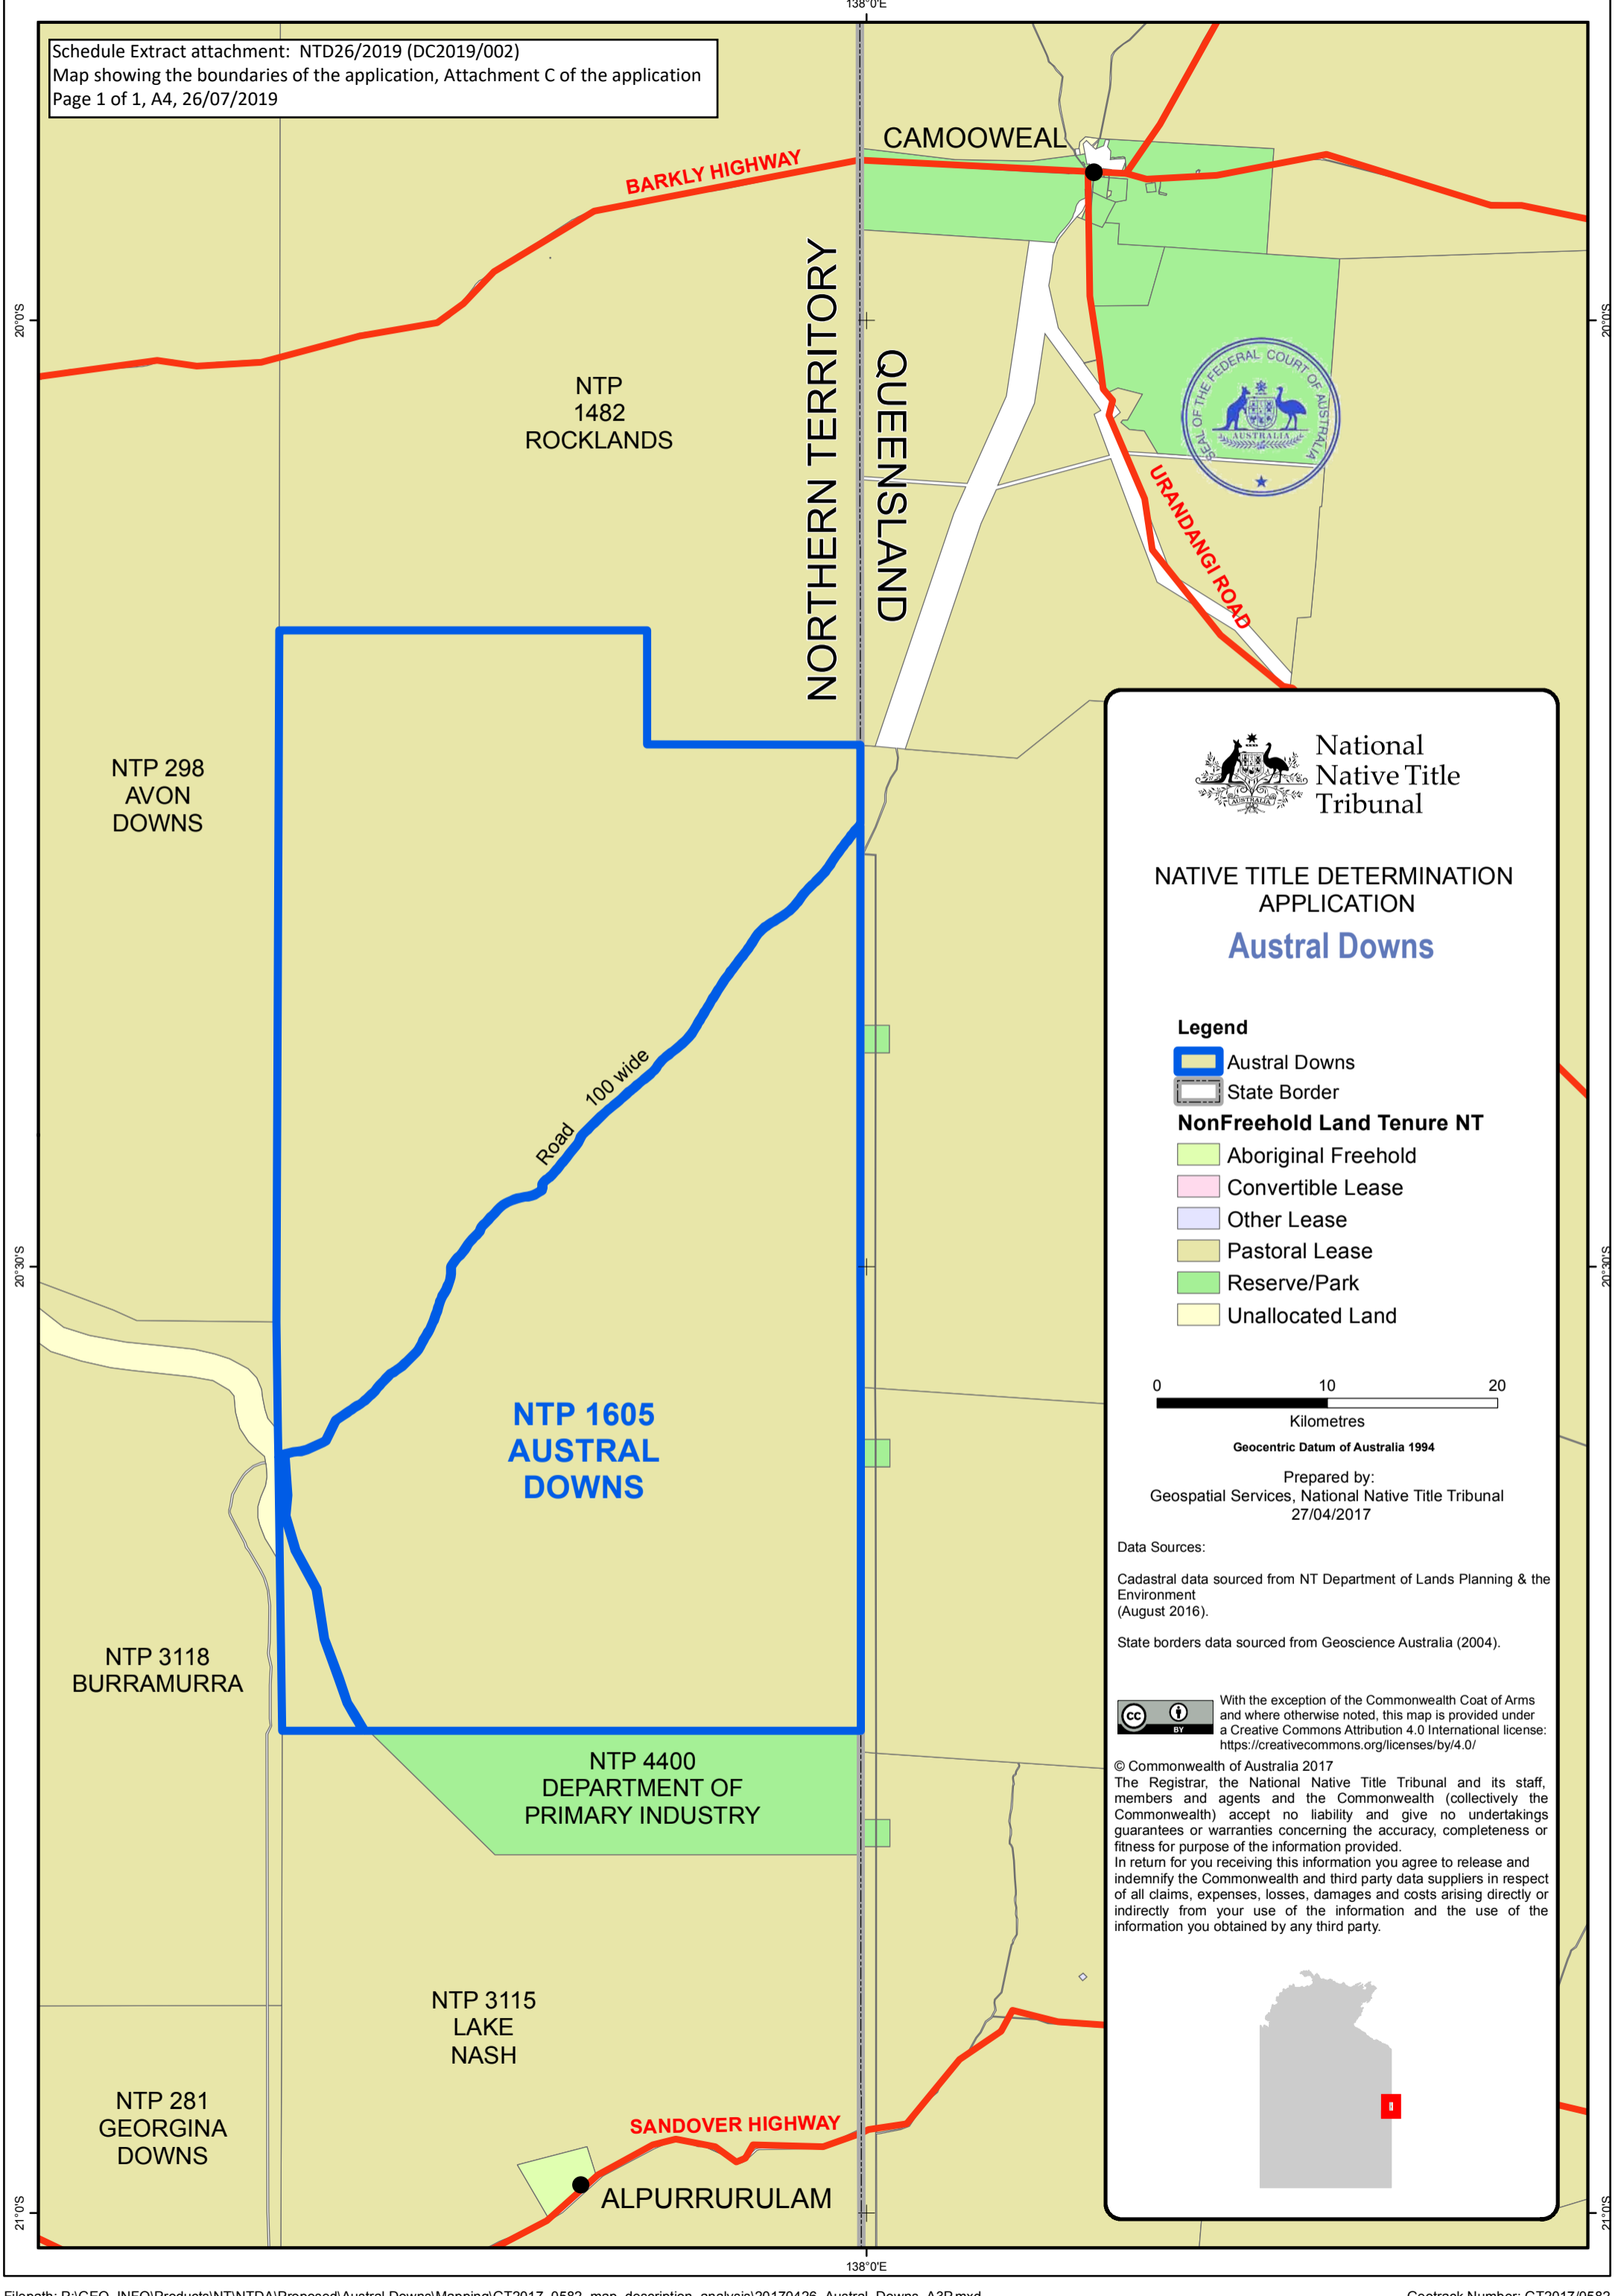 138°0'E
Schedule Extract attachment: NTD26/2019 (DC2019/002)
Map showing the boundaries of the application, Attachment C of the application
Page 1 of 1, A4, 26/07/2019
CAMOOWEAL
BARKLY HIGHWAY
NORTHERN TERRITORY
QUEENSLAND
20°0'S
20°0'S
NTP
1482
ROCKLANDS
SEAL OF THE FEDERAL COURT OF AUSTRALIA
AUSTRALIA
URANDANGI ROAD
NTP 298
AVON
DOWNS
Road 100 wide
20°30'S
20°30'S
NTP 1605
AUSTRAL
DOWNS
NTP 3118
BURRAMURRA
NTP 4400
DEPARTMENT OF
PRIMARY INDUSTRY
NTP 3115
LAKE
NASH
NTP 281
GEORGINA
DOWNS
SANDOVER HIGHWAY
ALPURRURULAM
21°0'S
21°0'S
138°0'E
AUSTRALIA
National
Native Title
Tribunal
NATIVE TITLE DETERMINATION
APPLICATION
Austral Downs
Legend
Austral Downs
State Border
NonFreehold Land Tenure NT
Aboriginal Freehold
Convertible Lease
Other Lease
Pastoral Lease
Reserve/Park
Unallocated Land
0 10 20
Kilometres
Geocentric Datum of Australia 1994
Prepared by:
Geospatial Services, National Native Title Tribunal
27/04/2017
Data Sources:
Cadastral data sourced from NT Department of Lands Planning & the
Environment
(August 2016).
State borders data sourced from Geoscience Australia (2004).
cc
BY
With the exception of the Commonwealth Coat of Arms
and where otherwise noted, this map is provided under
a Creative Commons Attribution 4.0 International license:
https://creativecommons.org/licenses/by/4.0/
© Commonwealth of Australia 2017
The Registrar, the National Native Title Tribunal and its staff,
members and agents and the Commonwealth (collectively the
Commonwealth) accept no liability and give no undertakings
guarantees or warranties concerning the accuracy, completeness or
fitness for purpose of the information provided.
In return for you receiving this information you agree to release and
indemnify the Commonwealth and third party data suppliers in respect
of all claims, expenses, losses, damages and costs arising directly or
indirectly from your use of the information and the use of the
information you obtained by any third party.